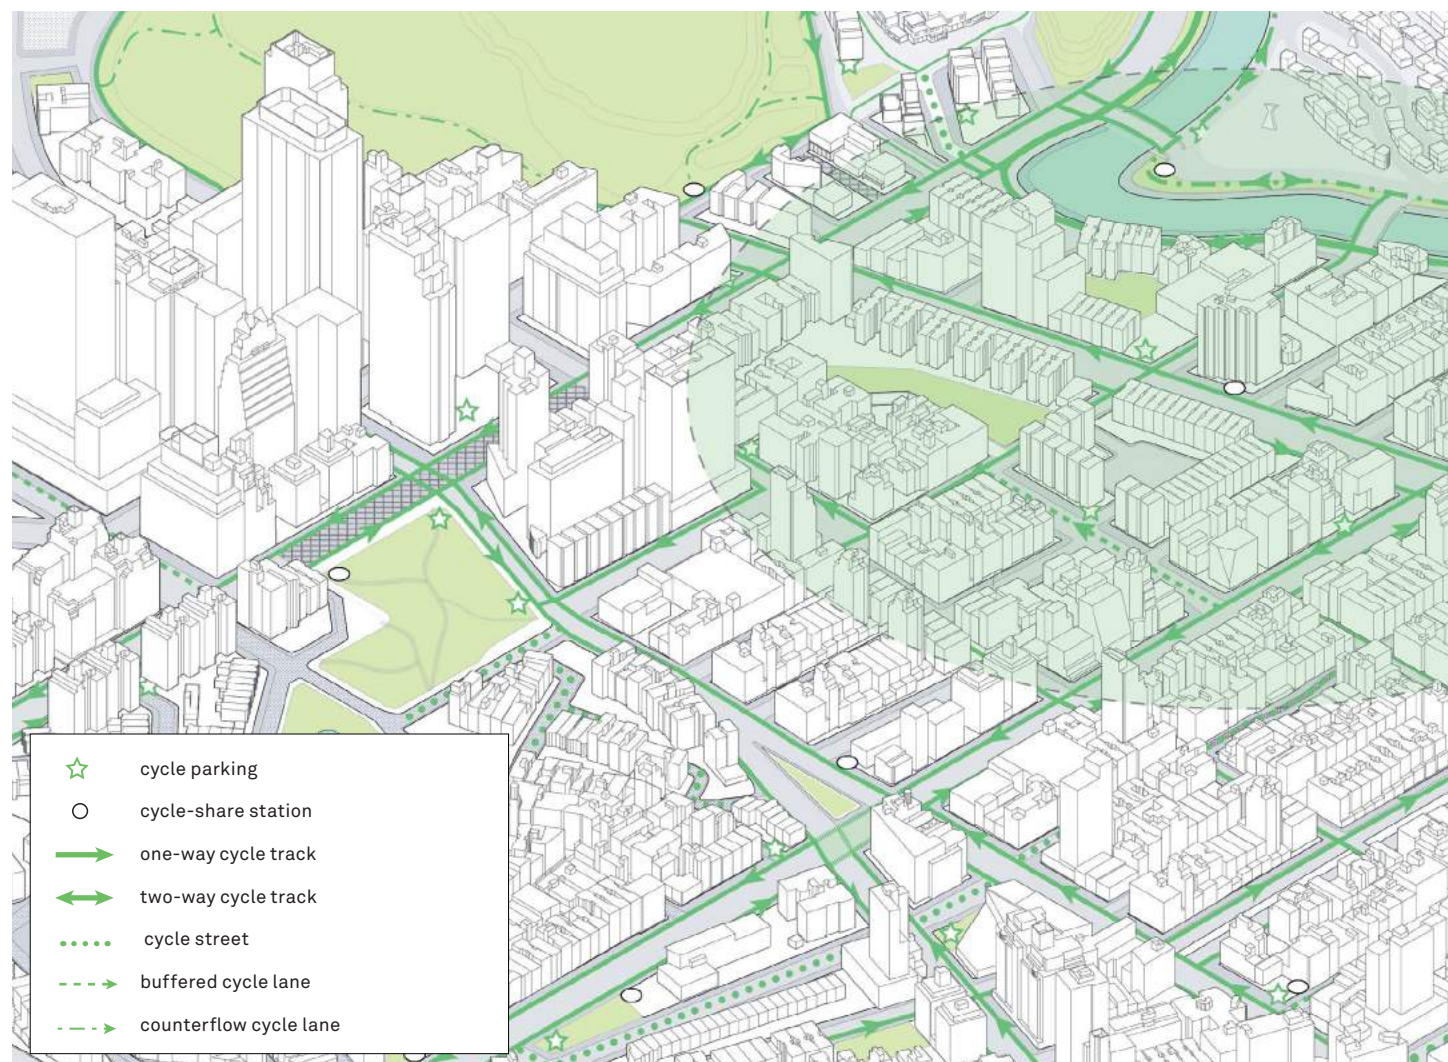 cycle parking
cycle-share station
one-way cycle track
two-way cycle track
cycle street
buffered cycle lane
counterflow cycle lane